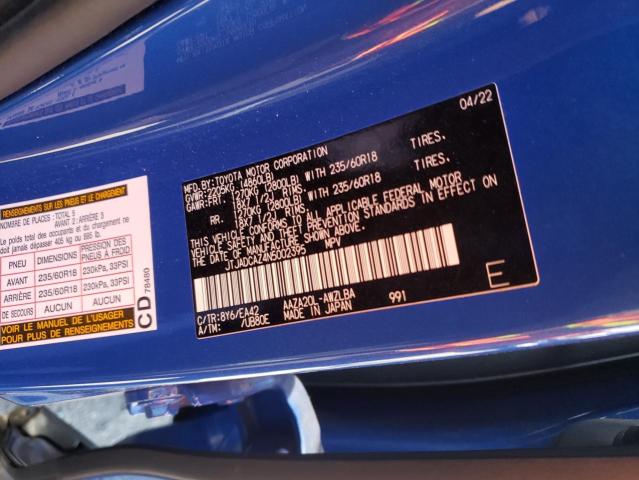 RENSEIGNEMENTS SUR LES PNEUS ET LE CHARGEMENT
NOMBRE DE PLACES : TOTAL 5 AVANT 2 : ARRIÈRE 3
Le poids total des occupants et du chargement ne
doit jamais dépasser 405 kg ou 895 lb.
PNEU DIMENSIONS PRESSION DES PNEUS À FROID
AVANT 235/60R18 230kPa, 33PSI
ARRIÈRE 235/60R18 230kPa, 33PSI
DE SECOURS
VOIR LE MANUEL DE L'USAGER
POUR PLUS DE RENSEIGNEMENTS
CD 78480
04/22
MFD.BY: TOYOTA MOTOR CORPORATION
GVWR: 2205KG (4860LB)
GAWR: FRT. 1270KG (2800LB) WITH 235/60R18 TIRES.
18X7 1/2J RIMS.
RR. 1270KG (2800LB) WITH 235/60R18 TIRES.
18X7 1/2J RIMS.
THIS VEHICLE CONFORMS TO ALL APPLICABLE FEDERAL MOTOR
VEHICLE SAFETY AND THEFT PREVENTION STANDARDS IN EFFECT ON
THE DATE OF MANUFACTURE SHOWN ABOVE.
JTJADCAZ4N5002395 MPV
C/TR:8Y6/EA42 AAZA20L-AWZLBA 991
A/TM: /UB80E MADE IN JAPAN
E